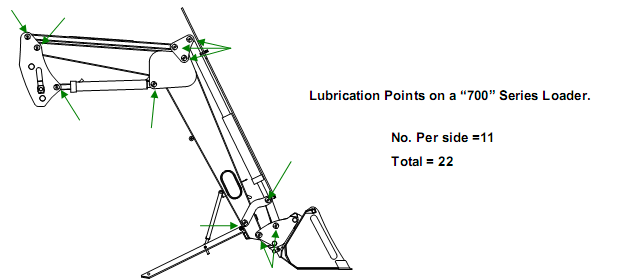 Lubrication Points on a “700” Series Loader.
No. Per side =11
Total = 22